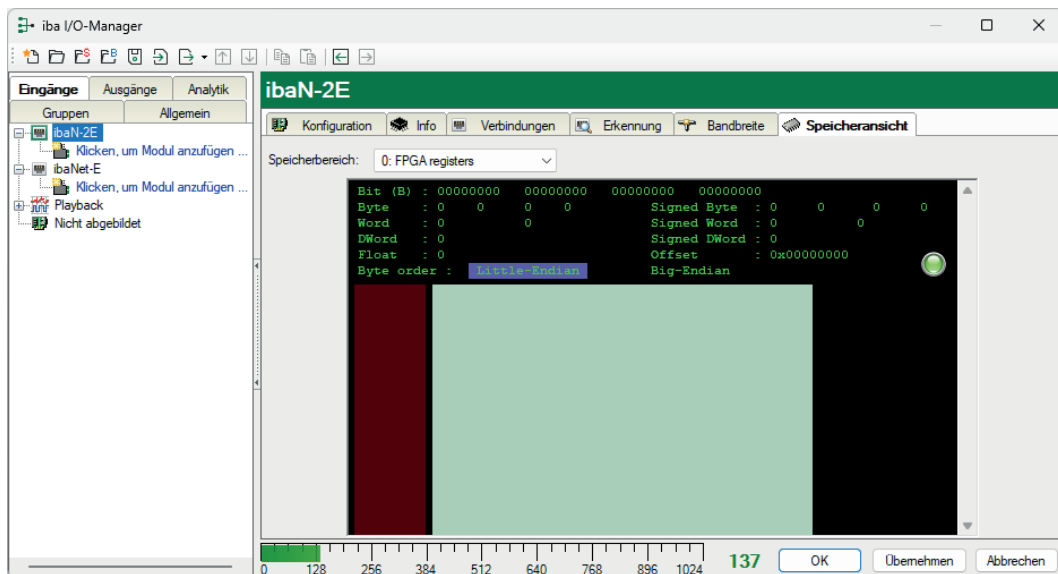 iba I/O-Manager
Eingänge Ausgänge Analytik
Gruppen Allgemein
ibaN-2E
Klicken, um Modul anzufügen ...
ibaNet-E
Klicken, um Modul anzufügen ...
Playback
Nicht abgebildet
ibaN-2E
Konfiguration Info Verbindungen Erkennung Bandbreite Speicheransicht
Speicherbereich: 0: FPGA registers
Bit (B) : 00000000 00000000 00000000 00000000
Byte : 0 0 0 0 Signed Byte : 0 0 0 0
Word : 0 0 Signed Word : 0 0
DWord : 0 Signed DWord : 0
Float : 0 Offset : 0x00000000
Byte order : Little-Endian Big-Endian
0 128 256 384 512 640 768 896 1024
137 OK Übernehmen Abbrechen